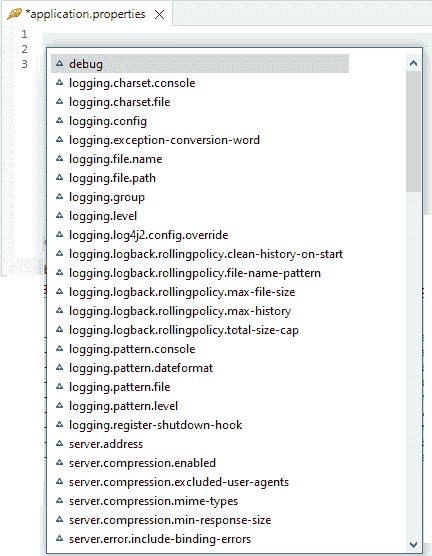 *application.properties
1
2
3
debug
logging.charset.console
logging.charset.file
logging.config
logging.exception-conversion-word
logging.file.name
logging.file.path
logging.group
logging.level
logging.log4j2.config.override
logging.logback.rollingpolicy.clean-history-on-start
logging.logback.rollingpolicy.file-name-pattern
logging.logback.rollingpolicy.max-file-size
logging.logback.rollingpolicy.max-history
logging.logback.rollingpolicy.total-size-cap
logging.pattern.console
logging.pattern.dateformat
logging.pattern.file
logging.pattern.level
logging.register-shutdown-hook
server.address
server.compression.enabled
server.compression.excluded-user-agents
server.compression.mime-types
server.compression.min-response-size
server.error.include-binding-errors